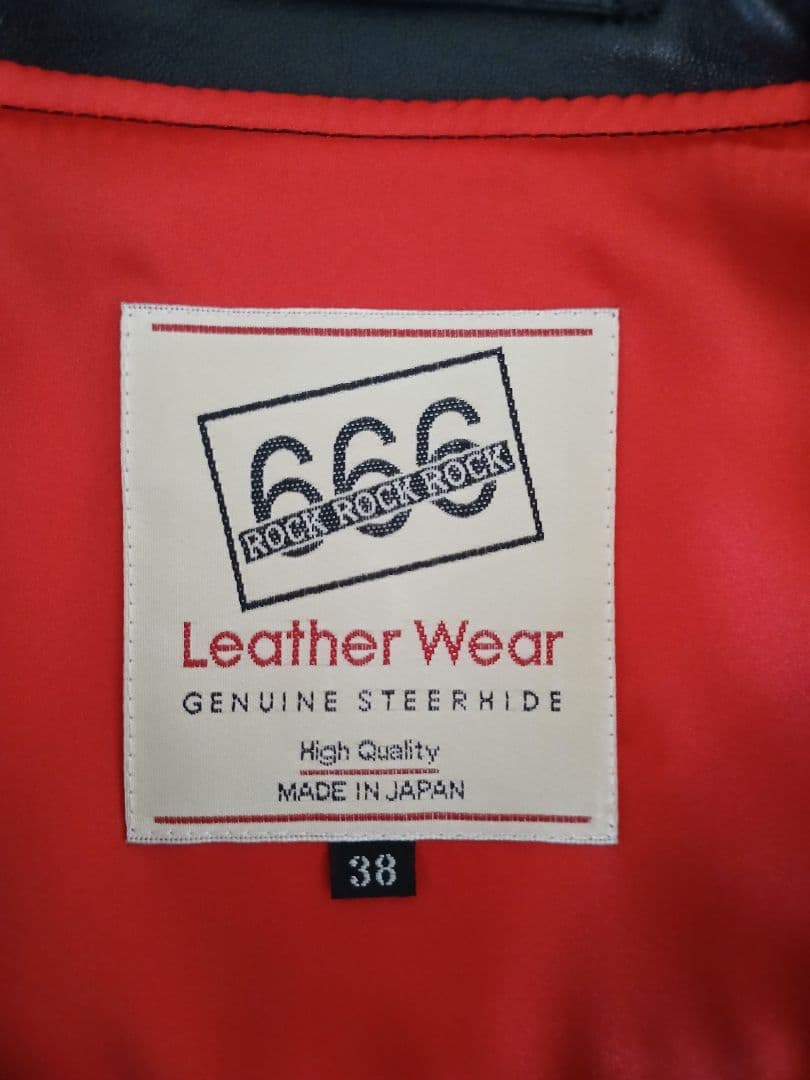 666
ROCK ROCK ROCK
Leather Wear
GENUINE STEERHIDE
High Quality
MADE IN JAPAN
38